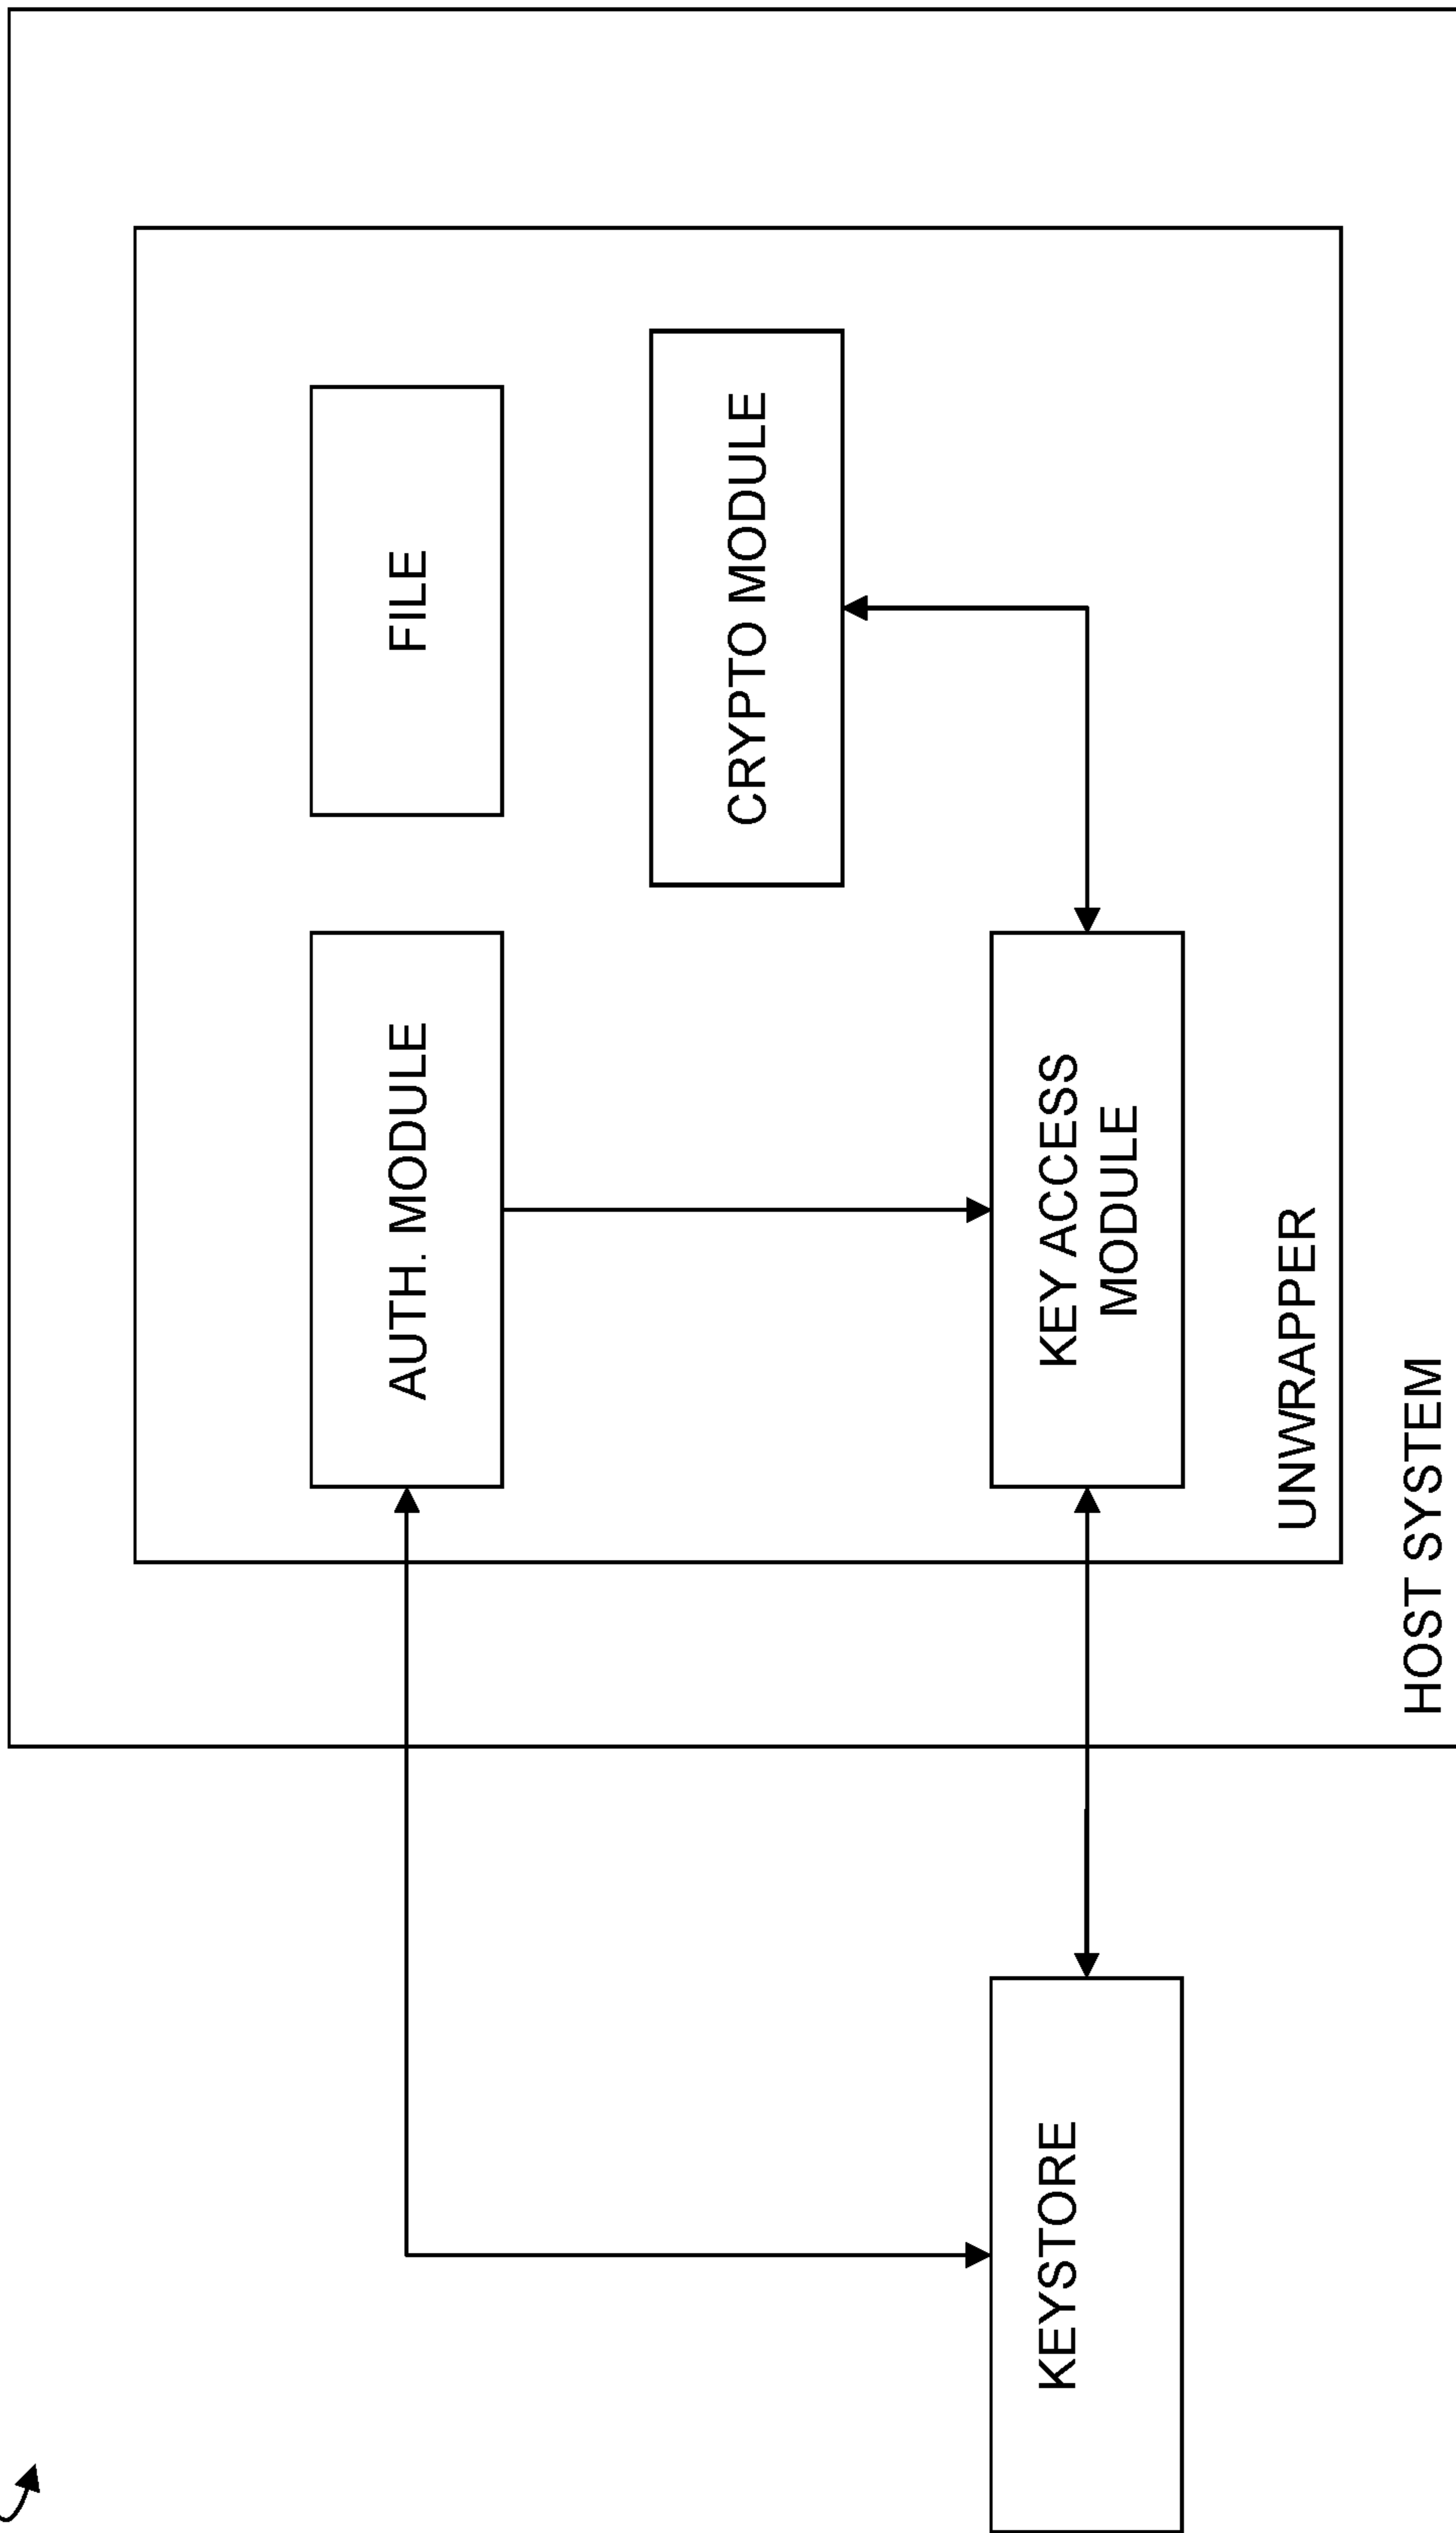 AUTH. MODULE
FILE
CRYPTO MODULE
KEYSTORE
KEY ACCESS
MODULE
UNWRAPPER
HOST SYSTEM